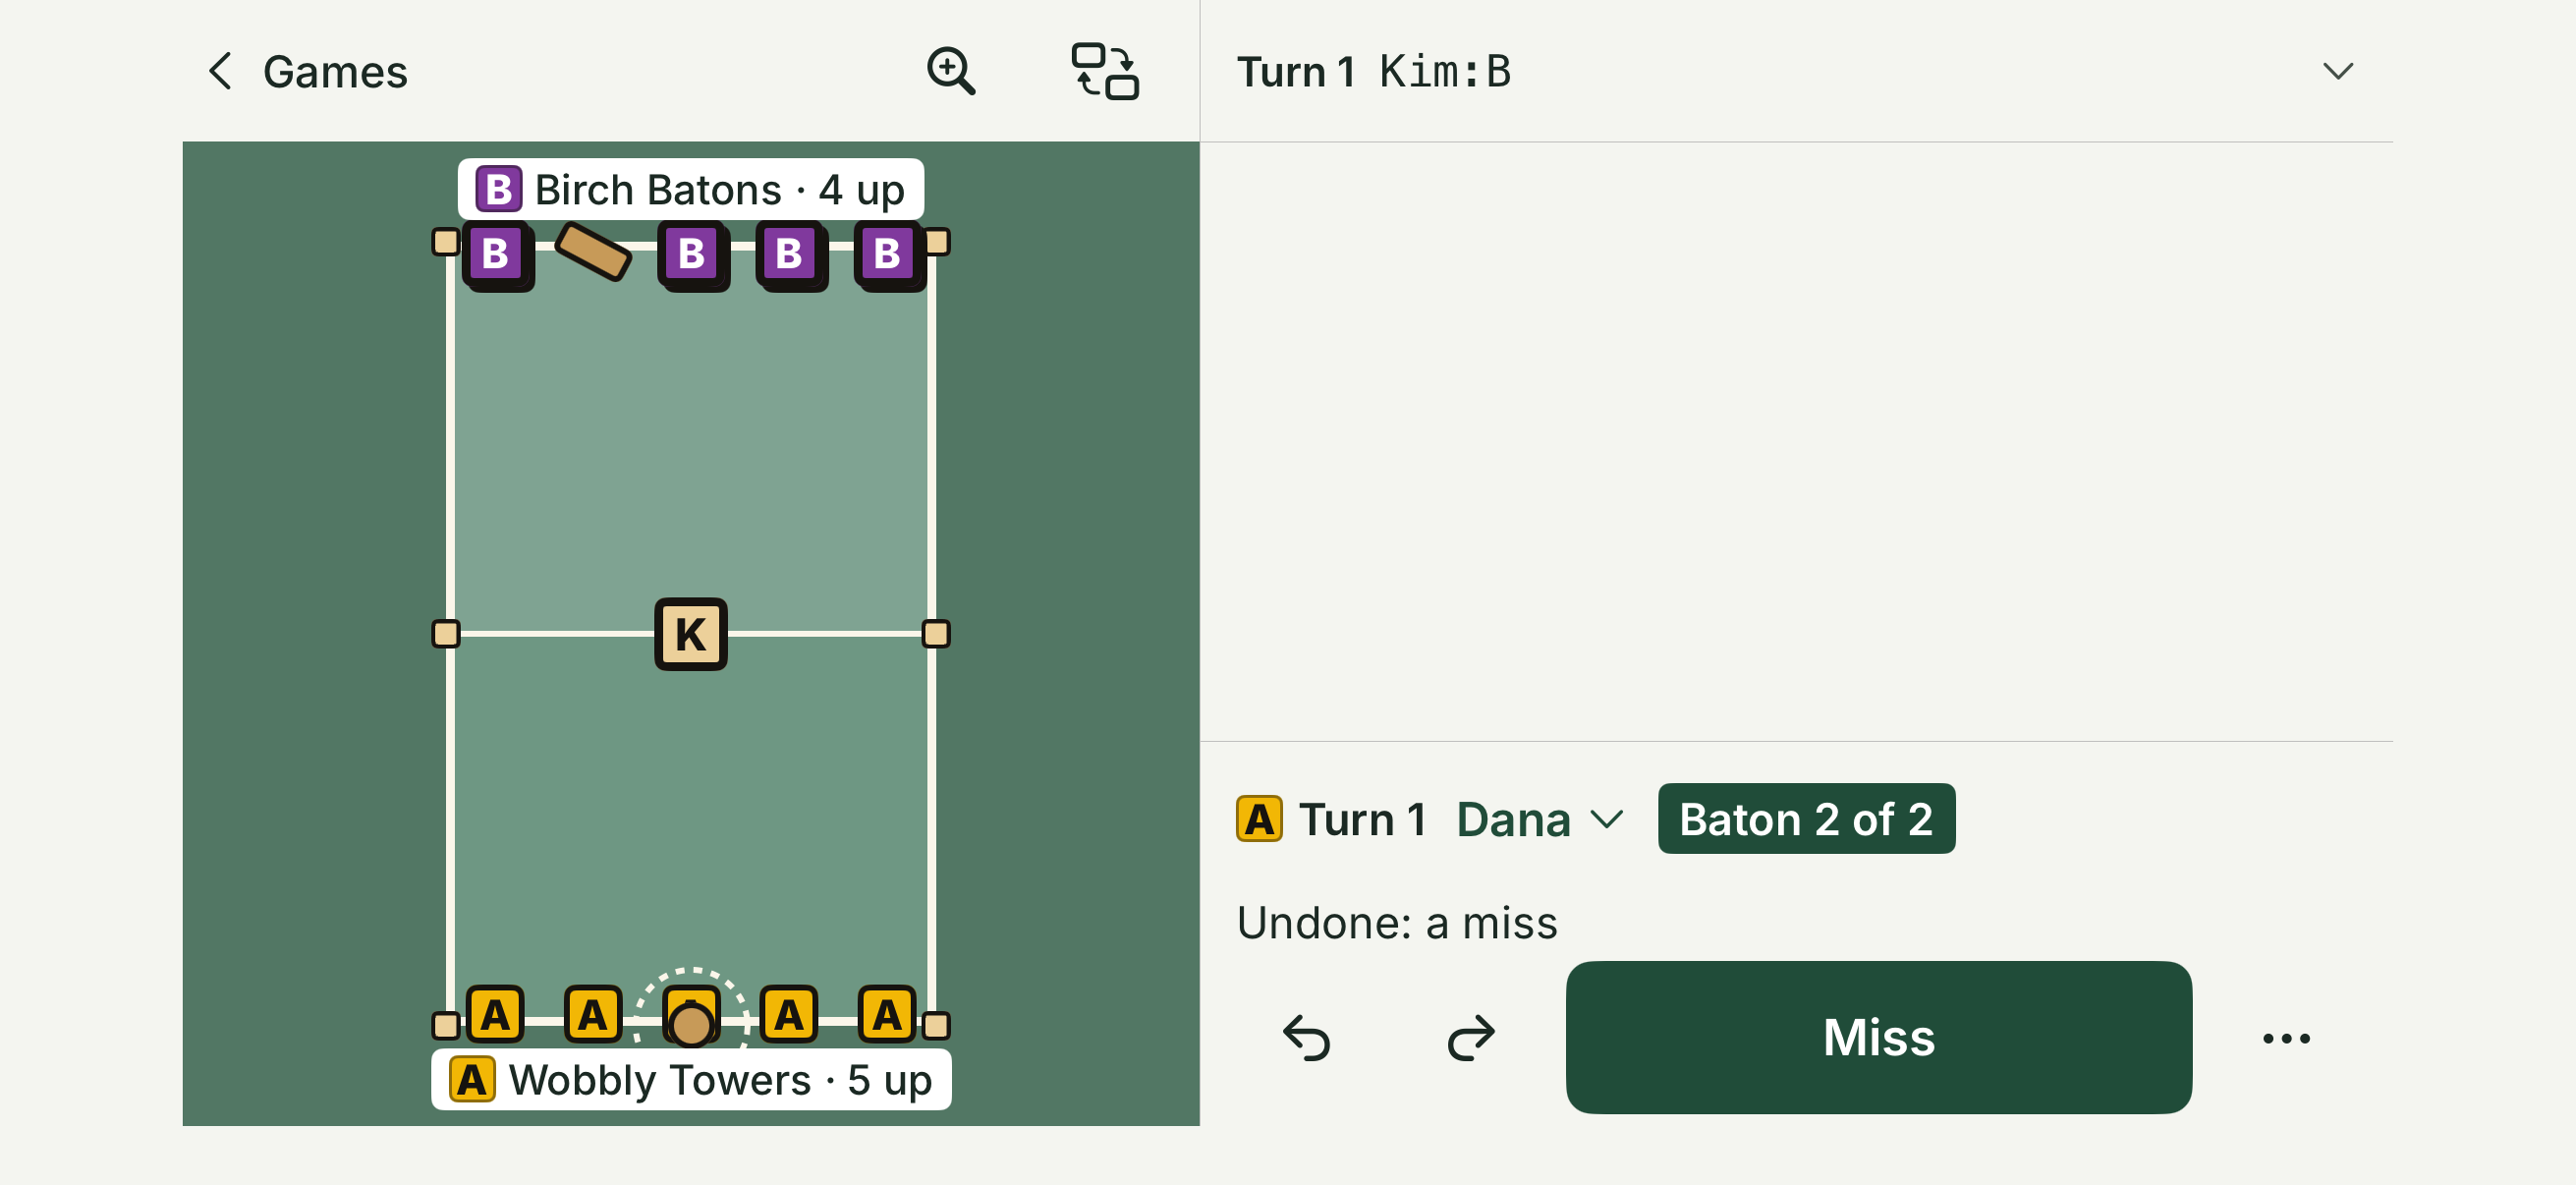 Games
B Birch Batons · 4 up
B B B B
K
A A A A
A Wobbly Towers · 5 up
Turn 1 Kim:B
A Turn 1 Dana Baton 2 of 2
Undone: a miss
Miss